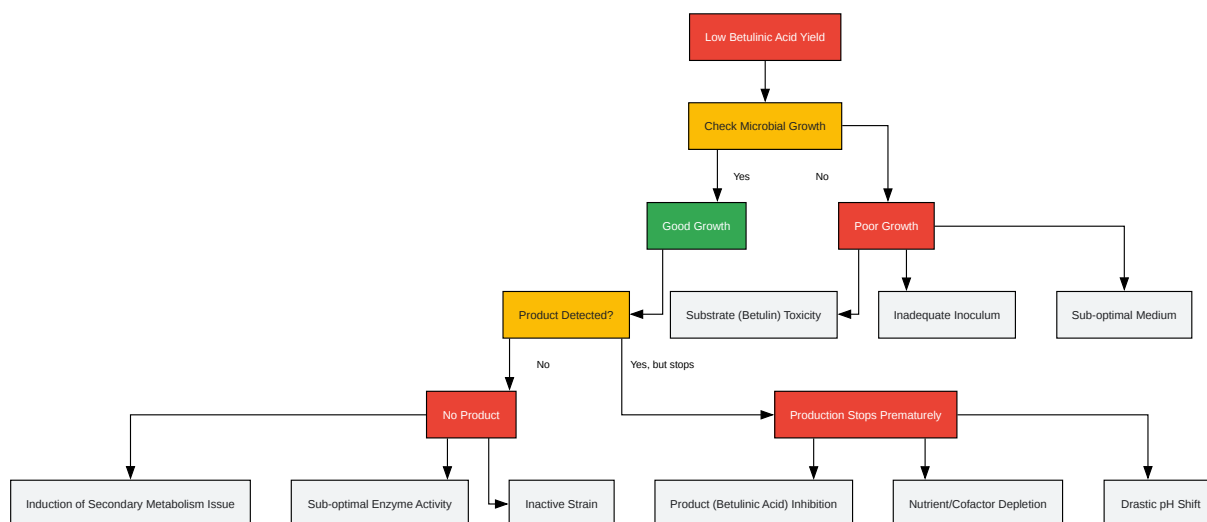 Low Betulinic Acid Yield
Check Microbial Growth
Yes
No
Good Growth
Poor Growth
Product Detected?
Substrate (Betulin) Toxicity
Inadequate Inoculum
Sub-optimal Medium
No
Yes, but stops
No Product
Production Stops Prematurely
Induction of Secondary Metabolism Issue
Sub-optimal Enzyme Activity
Inactive Strain
Product (Betulinic Acid) Inhibition
Nutrient/Cofactor Depletion
Drastic pH Shift